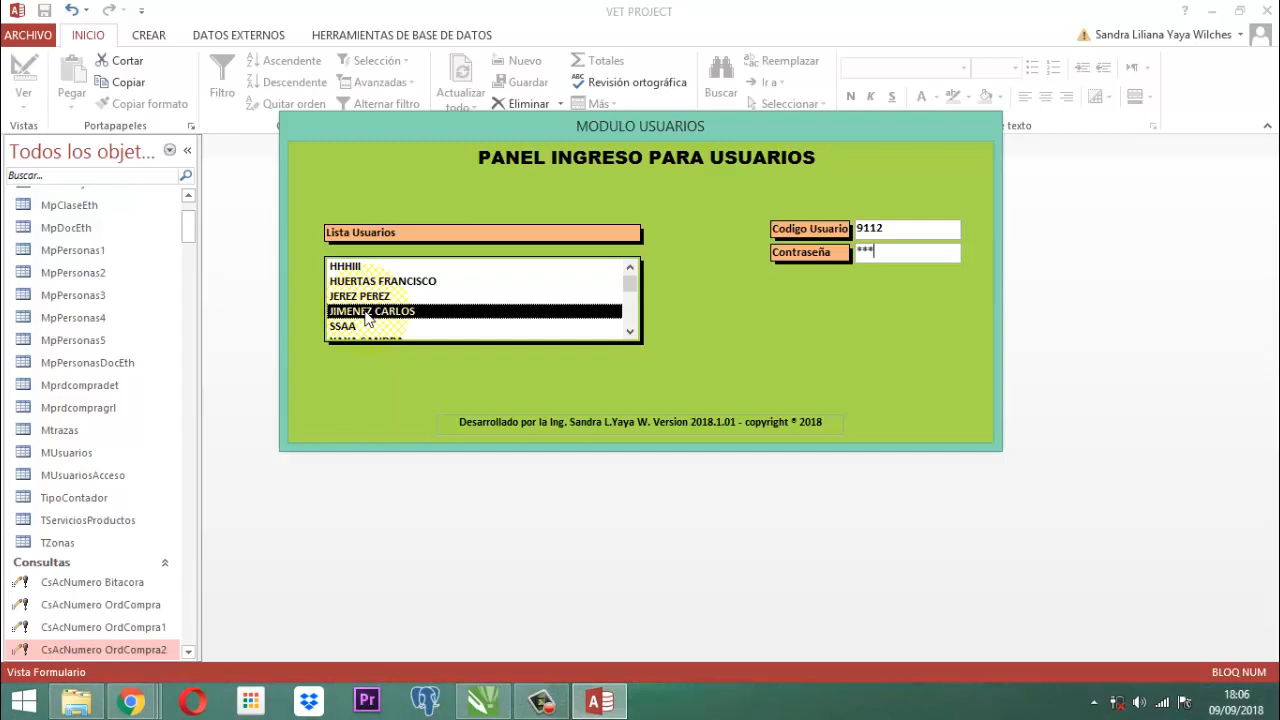 VET PROJECT
ARCHIVO INICIO CREAR DATOS EXTERNOS HERRAMIENTAS DE BASE DE DATOS Sandra Liliana Yaya Wilches
Ver
Vistas
Pegar
Cortar
Copiar
Copiar formato
Portapapeles
Filtro
Ascendente
Descendente
Quitar orden
Selección
Avanzadas
Alternar filtro
Actualizar
todo
Nuevo
Guardar
Eliminar
Totales
Revisión ortográfica
Más
Buscar
Reemplazar
Ir a
Seleccionar
N K S A
e texto
Todos los objet...
Buscar...
MpClaseEth
MpDocEth
MpPersonas1
MpPersonas2
MpPersonas3
MpPersonas4
MpPersonas5
MpPersonasDocEth
Mprdcompradet
Mprdcompragrl
Mtrazas
MUsuarios
MUsuariosAcceso
TipoContador
TServiciosProductos
TZonas
Consultas
CsAcNumero Bitacora
CsAcNumero OrdCompra
CsAcNumero OrdCompra1
CsAcNumero OrdCompra2
MODULO USUARIOS
PANEL INGRESO PARA USUARIOS
Lista Usuarios
HHHIII
HUERTAS FRANCISCO
JEREZ PEREZ
JIMENEZ CARLOS
SSAA
YAYA SANDRA
Codigo Usuario 9112
Contraseña ***
Desarrollado por la Ing. Sandra L.Yaya W. Version 2018.1.01 - copyright ® 2018
Vista Formulario
BLOQ NUM
Pr
18:06
09/09/2018